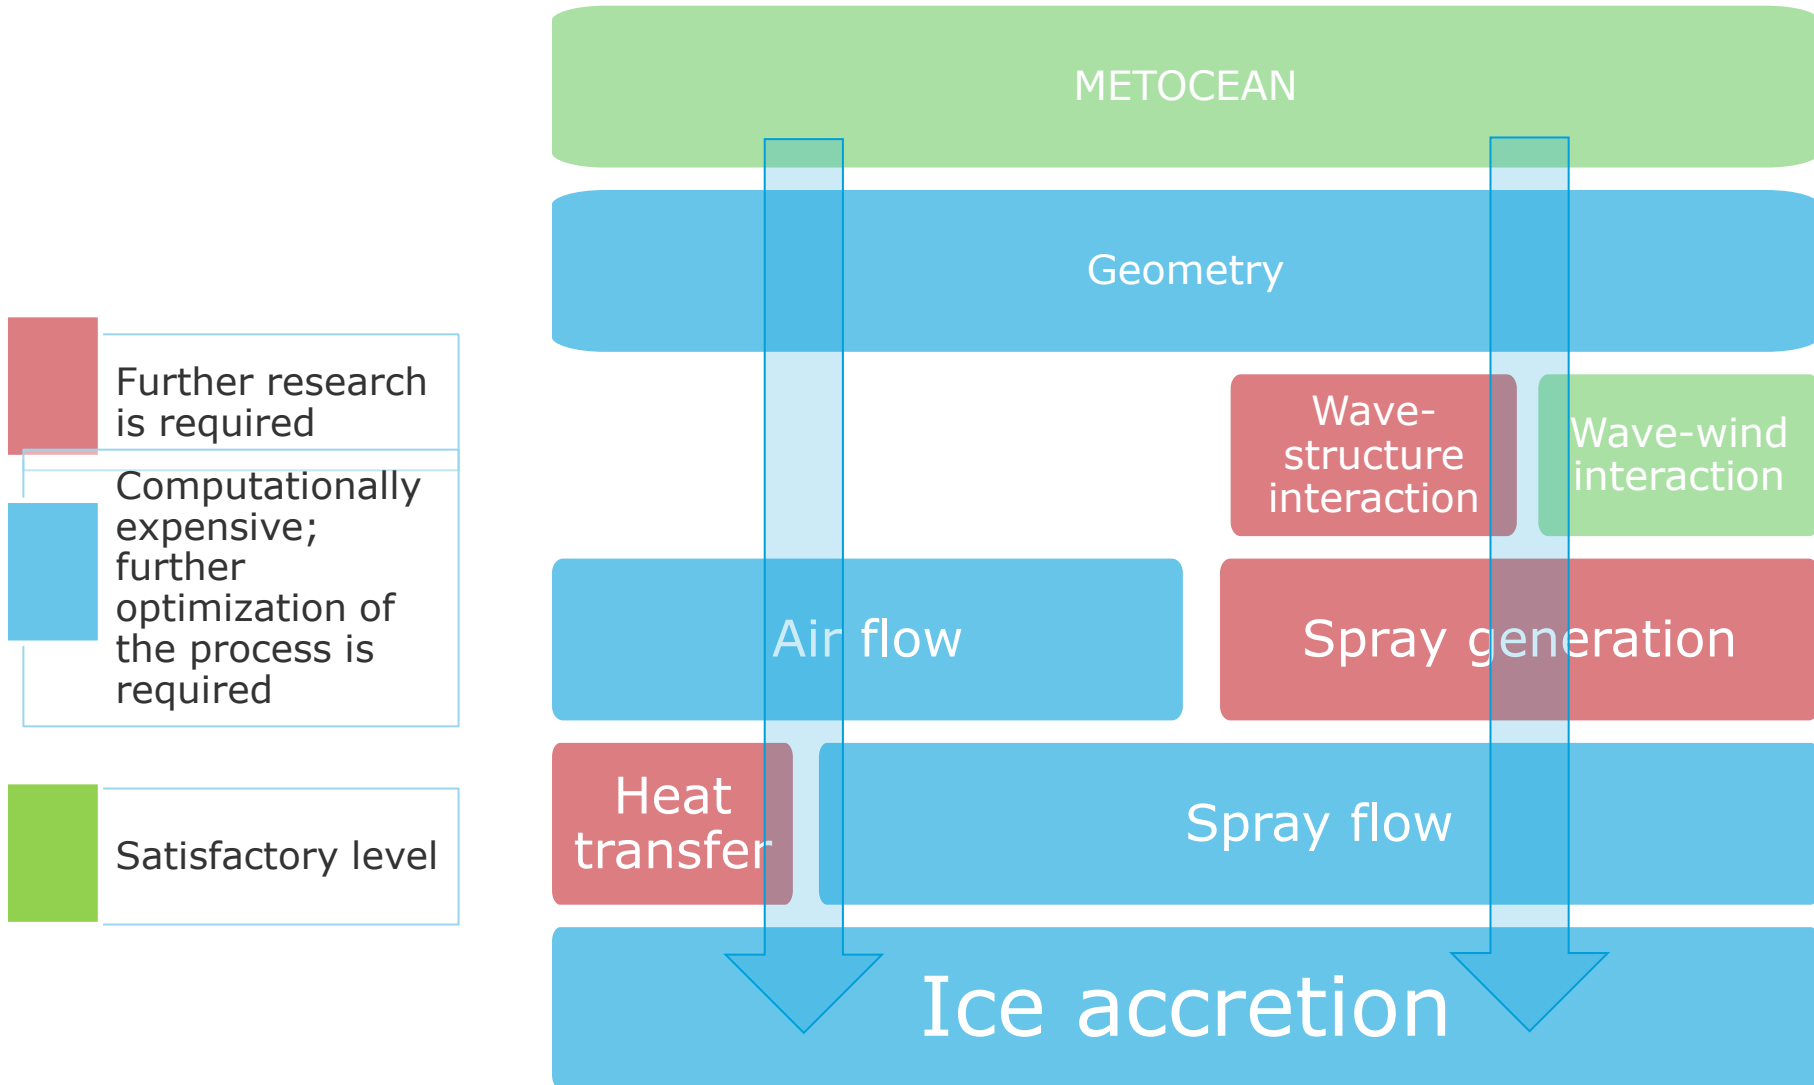 METOCEAN
Geometry
Further research
is required
Computationally
expensive;
further
optimization of
the process is
required
Satisfactory level
Wave-
structure
interaction
Wave-wind
interaction
Air flow
Spray generation
Heat
transfer
Spray flow
Ice accretion